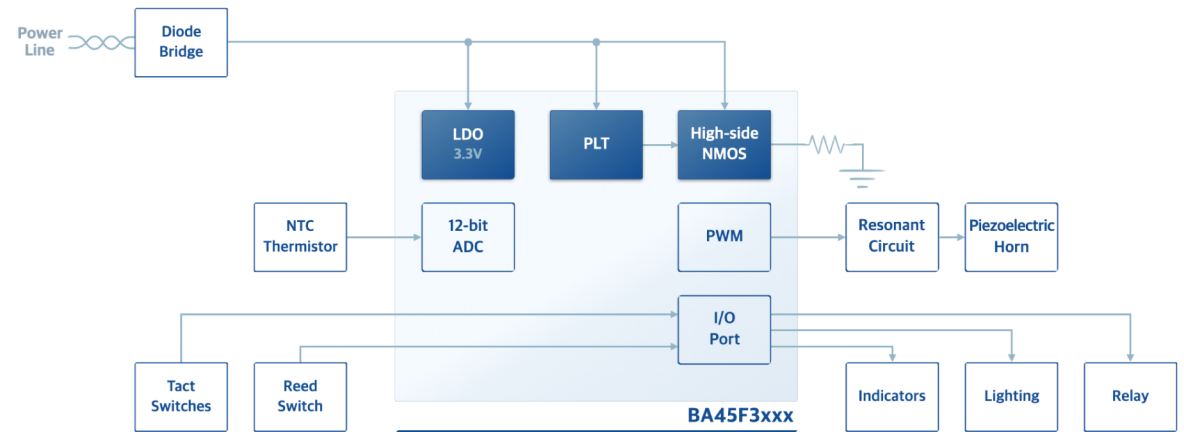 Power
Line
Diode
Bridge
LDO
3.3V
PLT
High-side
NMOS
NTC
Thermistor
12-bit
ADC
PWM
Resonant
Circuit
Piezoelectric
Horn
I/O
Port
Tact
Switches
Reed
Switch
Indicators
Lighting
Relay
BA45F3xxx